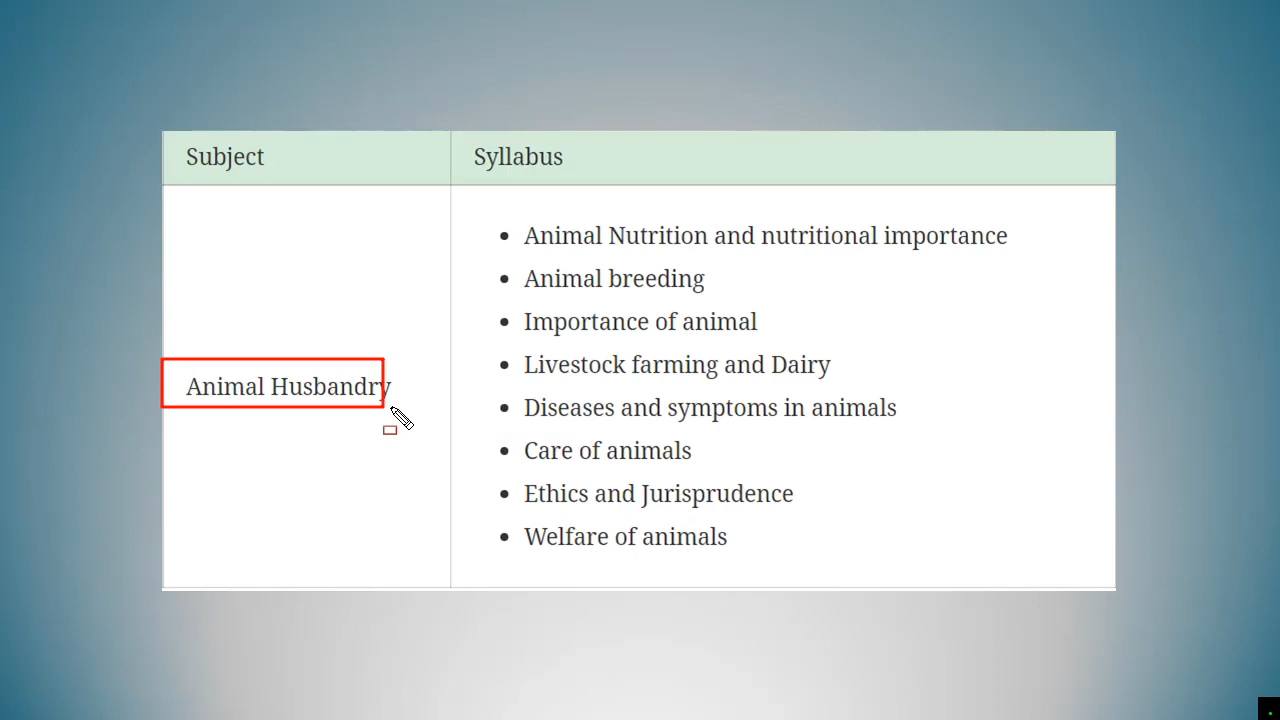 Subject
Syllabus
Animal Husbandry
Animal Nutrition and nutritional importance
Animal breeding
Importance of animal
Livestock farming and Dairy
Diseases and symptoms in animals
Care of animals
Ethics and Jurisprudence
Welfare of animals